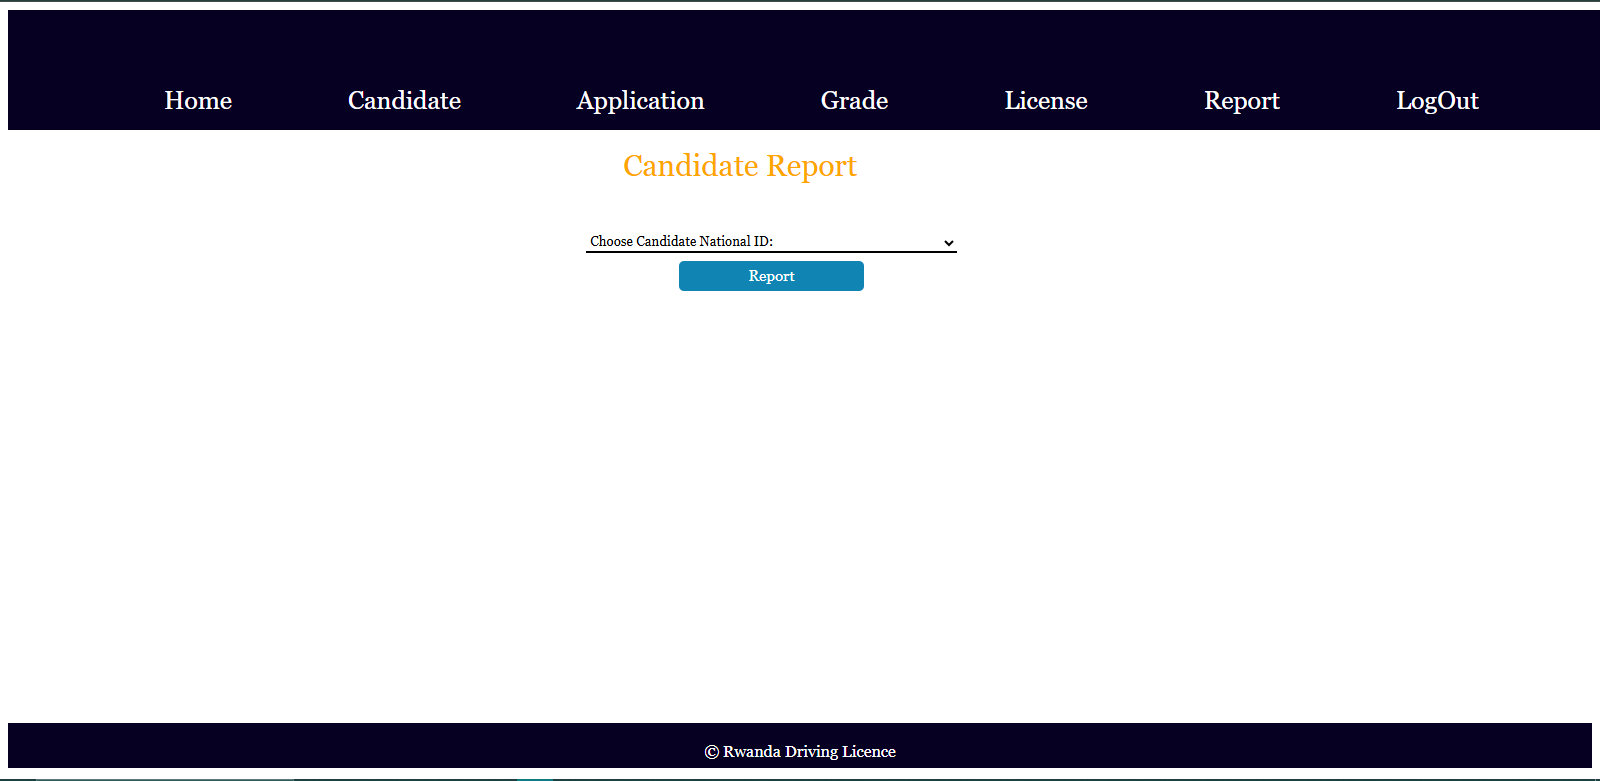 Home Candidate Application Grade License Report LogOut
Candidate Report
Choose Candidate National ID:
Report
© Rwanda Driving Licence